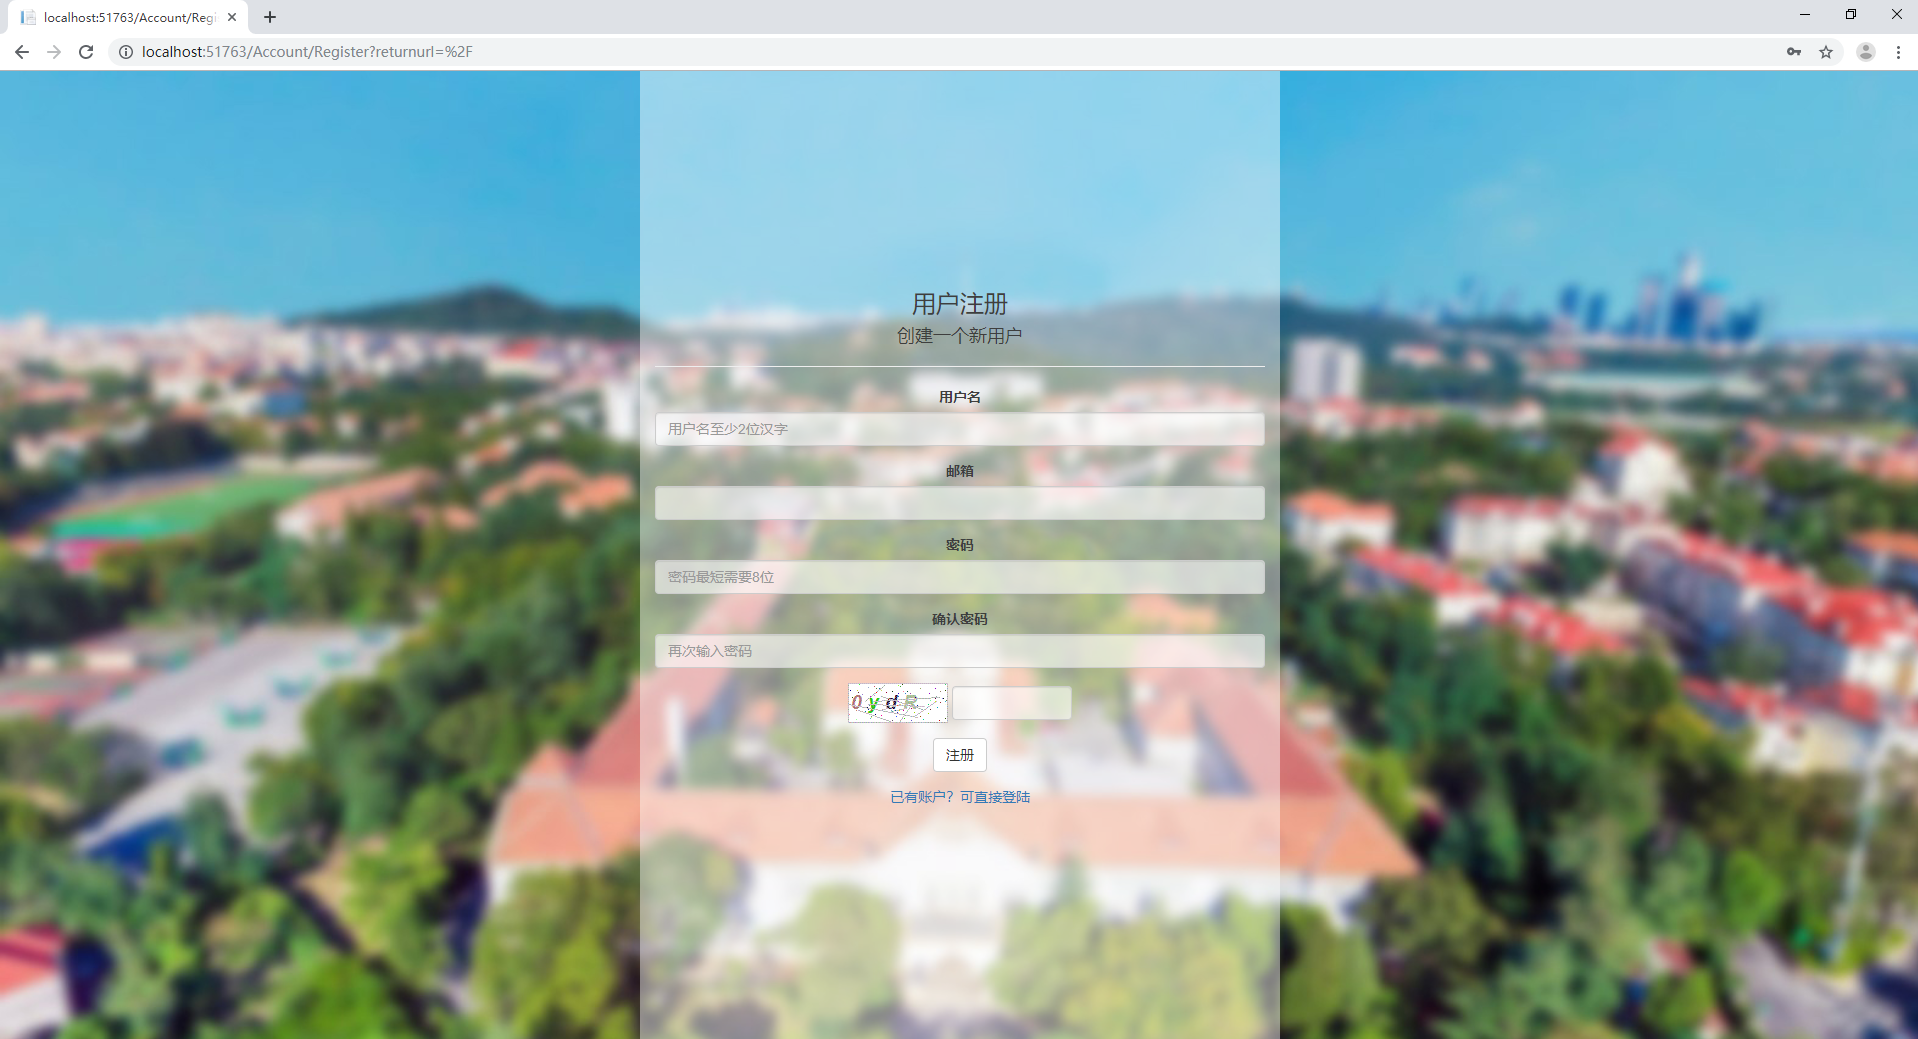 localhost:51763/Account/Regi
localhost:51763/Account/Register?returnurl=%2F
用户注册
创建一个新用户
用户名
用户名至少2位汉字
邮箱
密码
密码最短需要8位
确认密码
再次输入密码
0ydR
注册
已有账户？可直接登陆